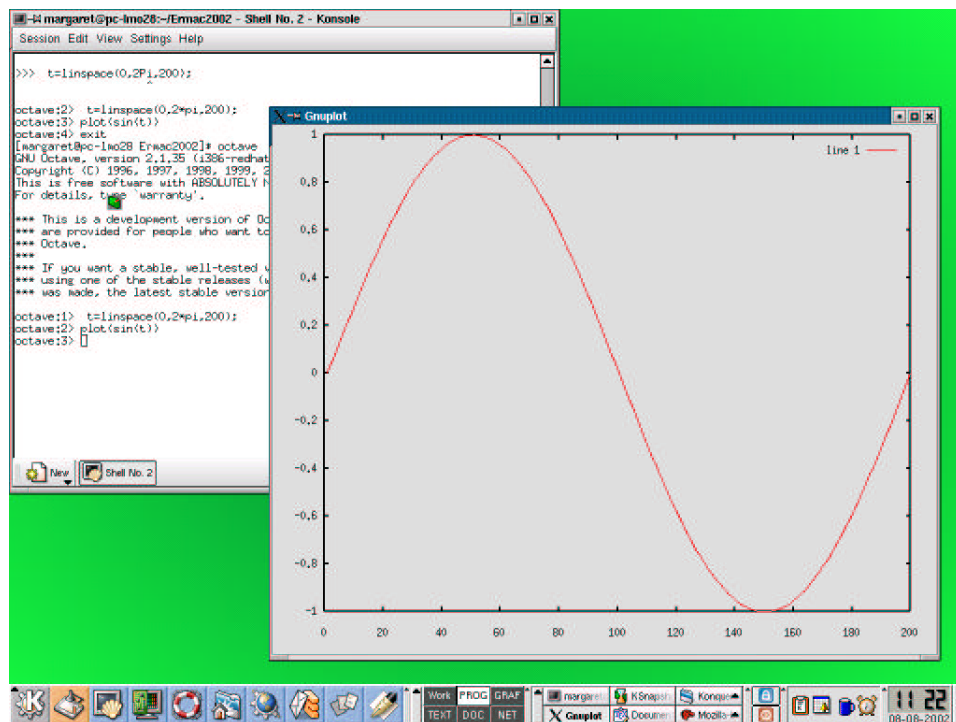 margaret@pc-lmo28:~/Ermac2002 - Shell No. 2 - Konsole
Session Edit View Settings Help
>>> t=linspace(0,2Pi,200);
^
octave:2> t=linspace(0,2*pi,200);
octave:3> plot(sin(t))
octave:4> exit
[margaret@pc-lmo28 Ermac2002]# octave
GNU Octave, version 2.1.35 (i386-redhat
Copyright (C) 1996, 1997, 1998, 1999, 2
This is free software with ABSOLUTELY N
For details, type `warranty'.
*** This is a development version of Oc
*** are provided for people who want to
*** Octave.
***
*** If you want a stable, well-tested v
*** using one of the stable releases (w
*** was made, the latest stable version
octave:1> t=linspace(0,2*pi,200);
octave:2> plot(sin(t))
octave:3>
New
Shell No. 2
Gnuplot
line 1
1
0.8
0.6
0.4
0.2
0
-0.2
-0.4
-0.6
-0.8
-1
0 20 40 60 80 100 120 140 160 180 200
Work PROG GRAF
TEXT DOC NET
margaret KSnapsh Konque
Gnuplot Documen Mozilla-
11 22
08-08-2002